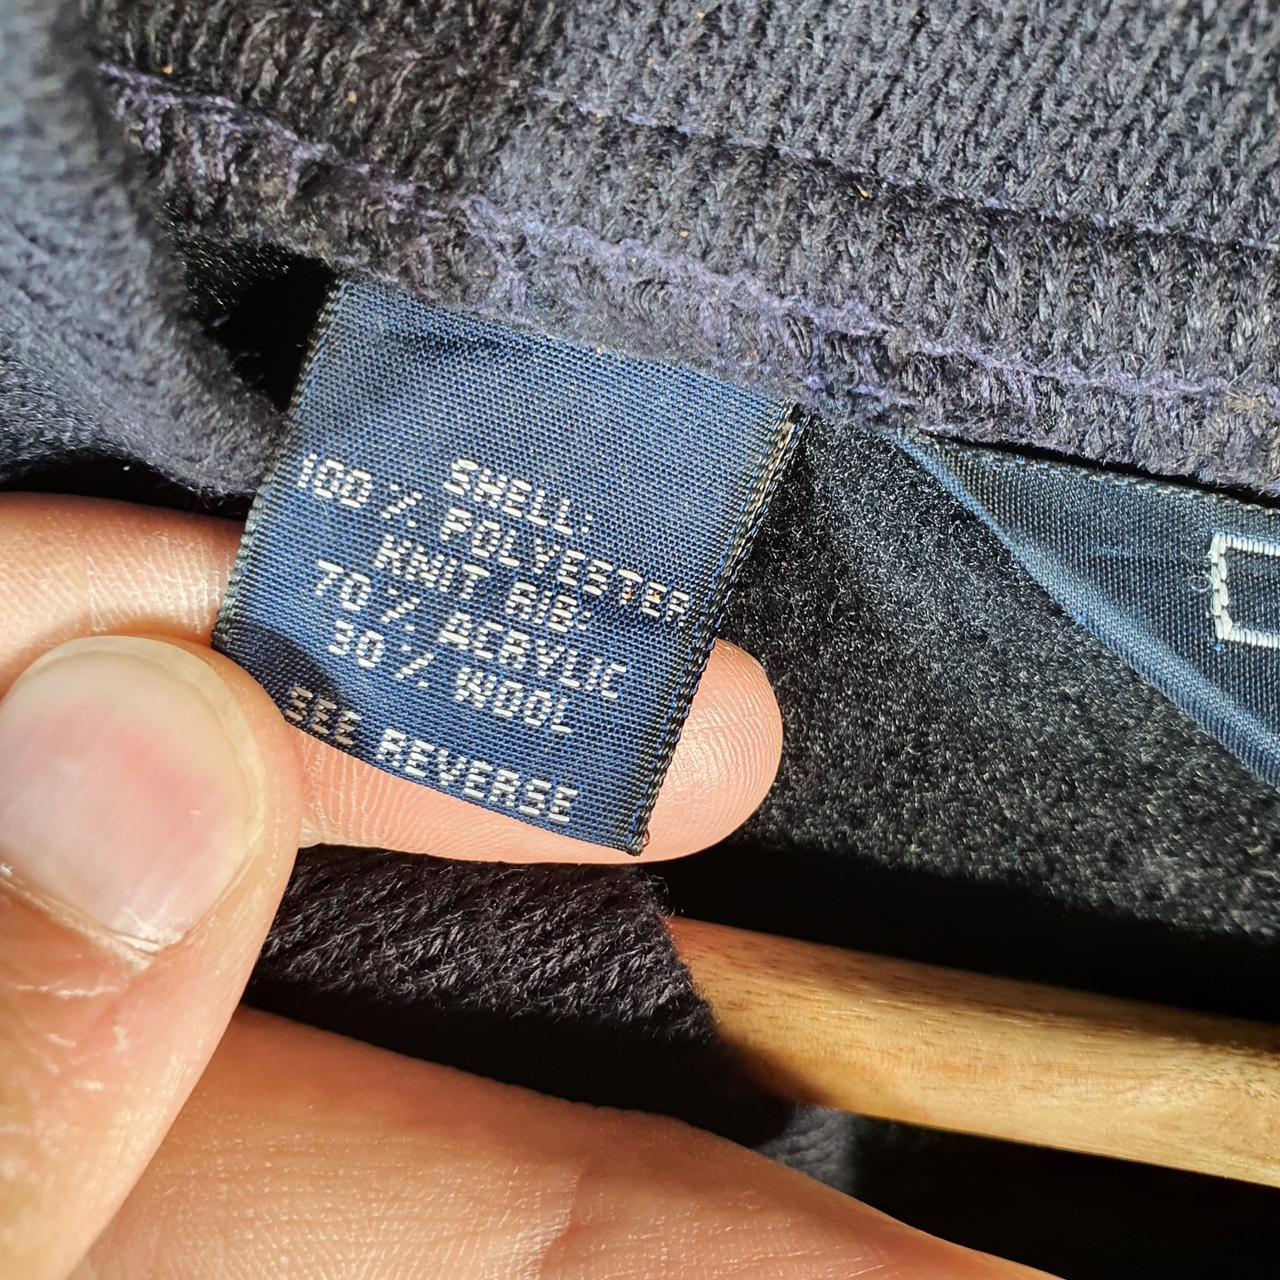 SHELL:
100% POLYESTER
KNIT RIB:
70% ACRYLIC
30% WOOL
SEE REVERSE